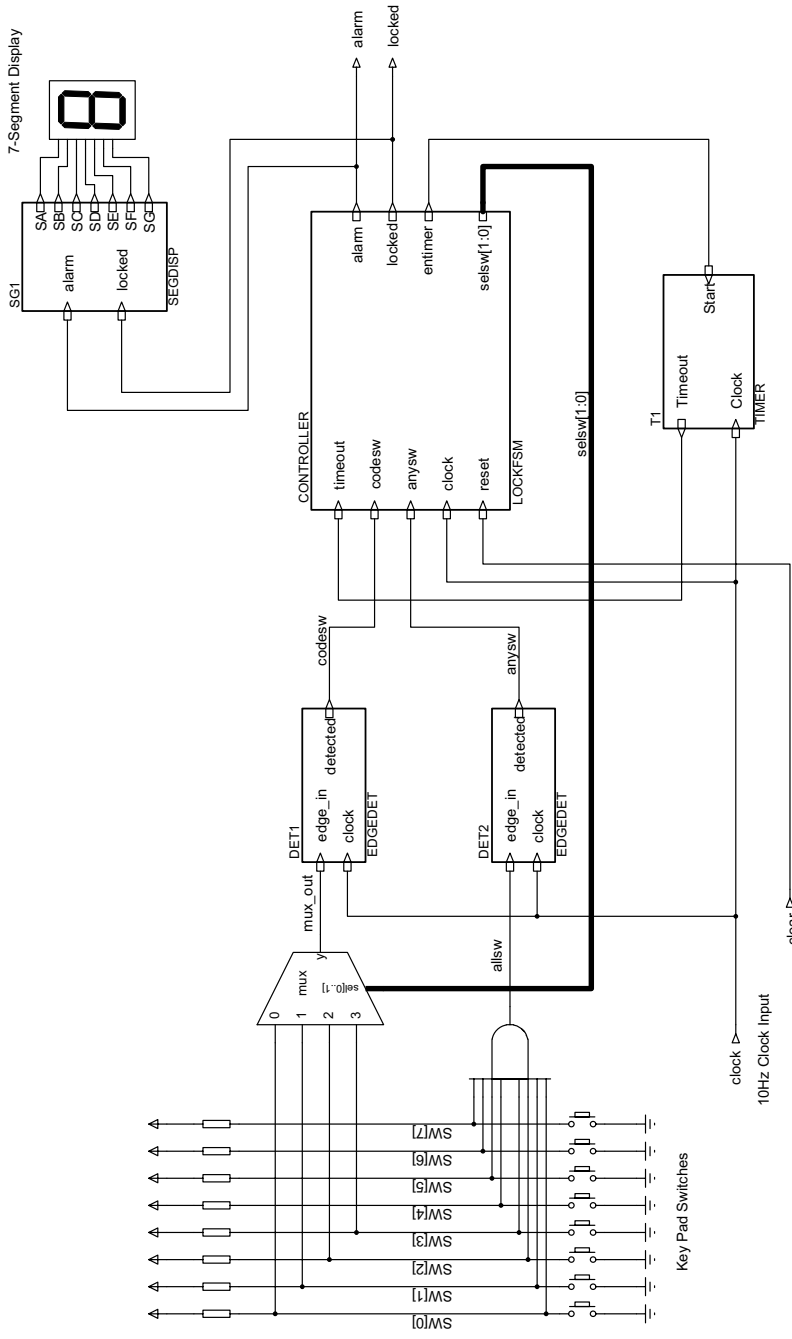 7-Segment Display
SG1
SA
SB
SC
SD
SE
SF
SG
alarm
locked
SEGDISP
alarm
locked
CONTROLLER
timeout
codesw
anysw
clock
reset
alarm
locked
entimer
selsw[1:0]
LOCKFSM
selsw[1:0]
T1
Timeout
Start
Clock
TIMER
codesw
anysw
DET1
edge_in
detected
clock
EDGEDET
DET2
edge_in
detected
clock
EDGEDET
mux_out
allsw
0
1
2
3
mux
y
sel[0..1]
clear
clock
10Hz Clock Input
SW[7]
SW[6]
SW[5]
SW[4]
SW[3]
SW[2]
SW[1]
SW[0]
Key Pad Switches